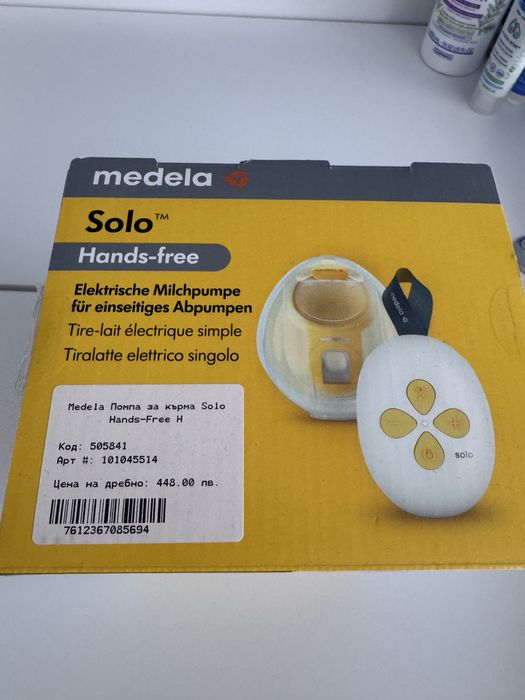 medela
Solo™
Hands-free
Elektrische Milchpumpe
für einseitiges Abpumpen
Tire-lait électrique simple
Tiralatte elettrico singolo
medela
solo
Medela Помпа за кърма Solo
Hands-Free H
Код: 505841
Арт #: 101045514
Цена на дребно: 448.00 лв.
7612367085694